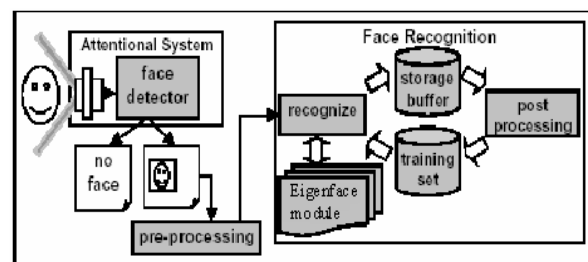 Attentional System
face
detector
no
face
pre-processing
Face Recognition
recognize
storage
buffer
post
processing
training
set
Eigenface
module